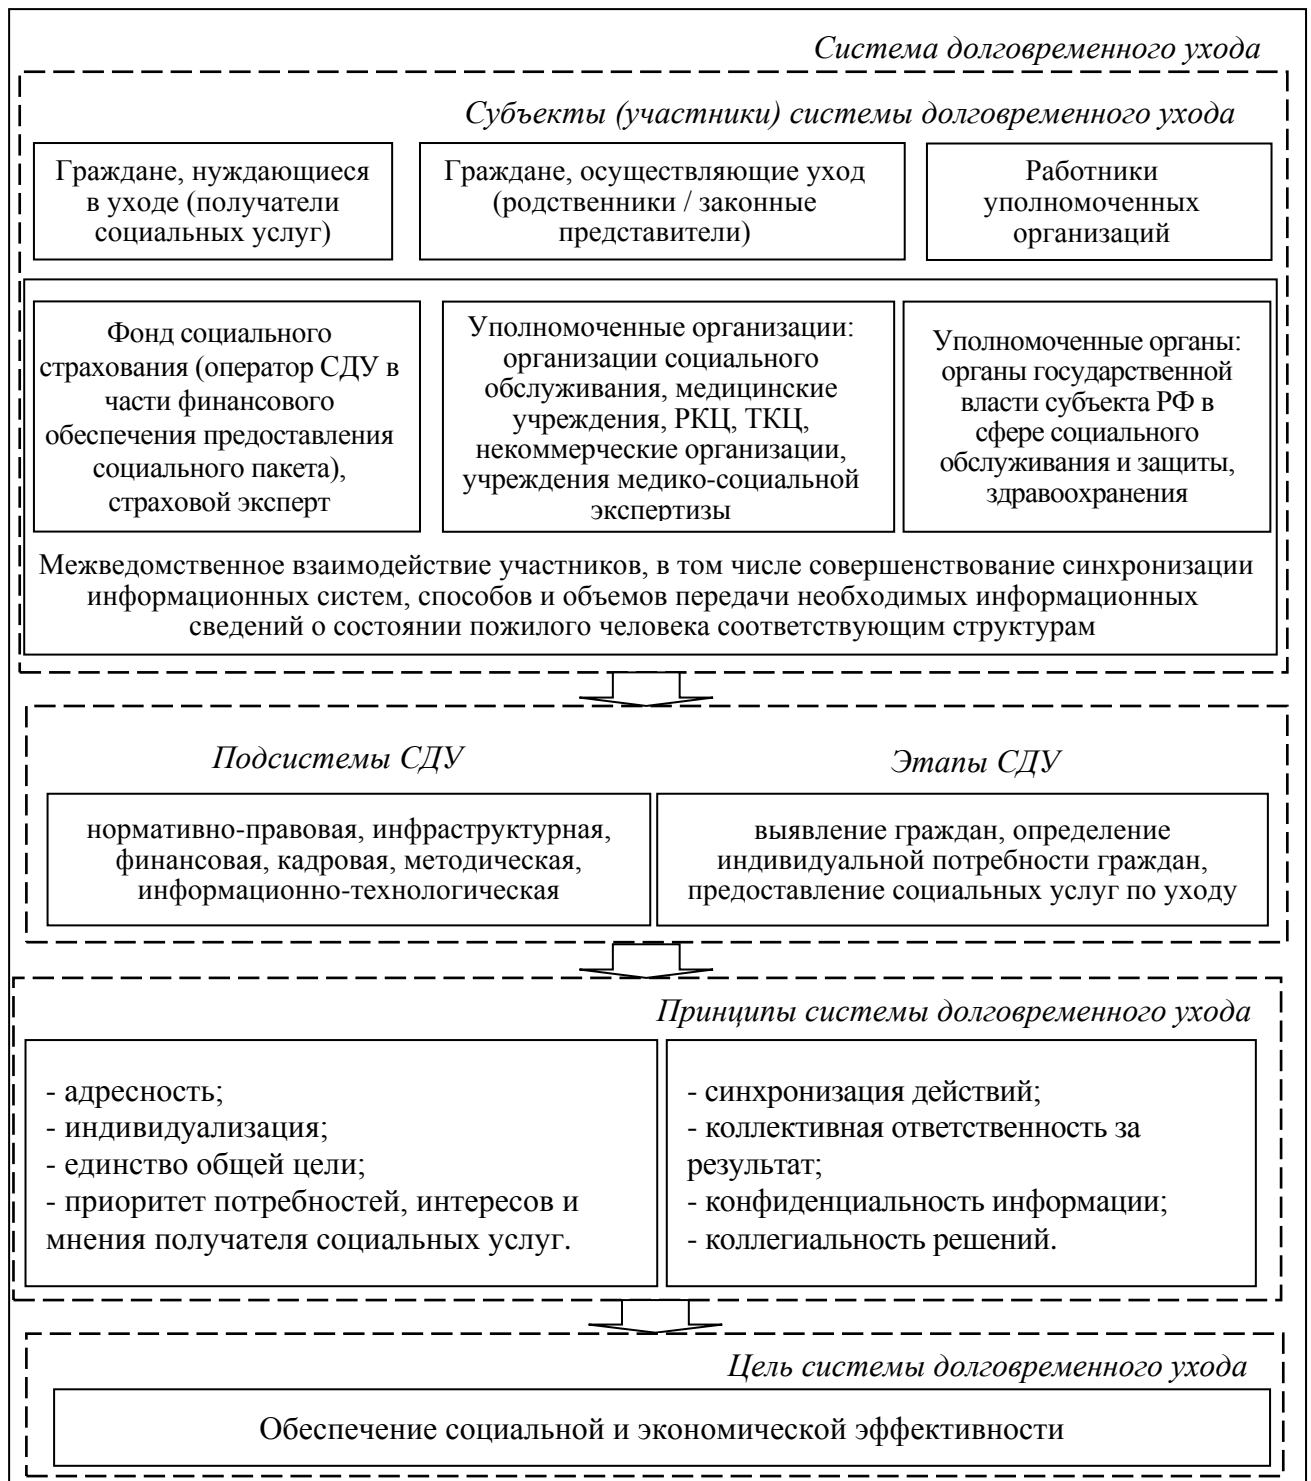 Система долговременного ухода
Субъекты (участники) системы долговременного ухода
Граждане, нуждающиеся
в уходе (получатели
социальных услуг)
Граждане, осуществляющие уход
(родственники / законные
представители)
Работники
уполномоченных
организаций
Фонд социального
страхования (оператор СДУ в
части финансового
обеспечения предоставления
социального пакета),
страховой эксперт
Уполномоченные организации:
организации социального
обслуживания, медицинские
учреждения, РКЦ, ТКЦ,
некоммерческие организации,
учреждения медико-социальной
экспертизы
Уполномоченные органы:
органы государственной
власти субъекта РФ в
сфере социального
обслуживания и защиты,
здравоохранения
Межведомственное взаимодействие участников, в том числе совершенствование синхронизации
информационных систем, способов и объемов передачи необходимых информационных
сведений о состоянии пожилого человека соответствующим структурам
Подсистемы СДУ
нормативно-правовая, инфраструктурная,
финансовая, кадровая, методическая,
информационно-технологическая
Этапы СДУ
выявление граждан, определение
индивидуальной потребности граждан,
предоставление социальных услуг по уходу
Принципы системы долговременного ухода
- адресность;
- индивидуализация;
- единство общей цели;
- приоритет потребностей, интересов и
мнения получателя социальных услуг.
- синхронизация действий;
- коллективная ответственность за
результат;
- конфиденциальность информации;
- коллегиальность решений.
Цель системы долговременного ухода
Обеспечение социальной и экономической эффективности